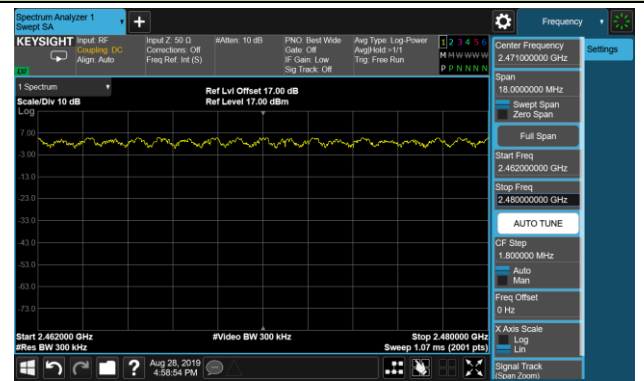 Spectrum Analyzer 1
Swept SA
Frequency
KEYSIGHT
Input: RF
Coupling: DC
Align: Auto
Input Z: 50 Ω
Corrections: Off
Freq Ref: Int (S)
#Atten: 10 dB
PNO: Best Wide
Gate: Off
IF Gain: Low
Sig Track: Off
Avg Type: Log-Power
Avg|Hold:>1/1
Trig: Free Run
1 2 3 4 5 6
M M W W W W
P P N N N N
1 Spectrum
Scale/Div 10 dB
Log
Ref Lvl Offset 17.00 dB
Ref Level 17.00 dBm
7.00
-3.00
-13.0
-23.0
-33.0
-43.0
-53.0
-63.0
-73.0
Start 2.462000 GHz
#Res BW 300 kHz
#Video BW 300 kHz
Stop 2.480000 GHz
Sweep 1.07 ms (2001 pts)
Aug 28, 2019
4:58:54 PM
Center Frequency
2.471000000 GHz
Settings
Span
18.0000000 MHz
Swept Span
Zero Span
Full Span
Start Freq
2.462000000 GHz
Stop Freq
2.480000000 GHz
AUTO TUNE
CF Step
1.800000 MHz
Auto
Man
Freq Offset
0 Hz
X Axis Scale
Log
Lin
Signal Track
(Span Zoom)